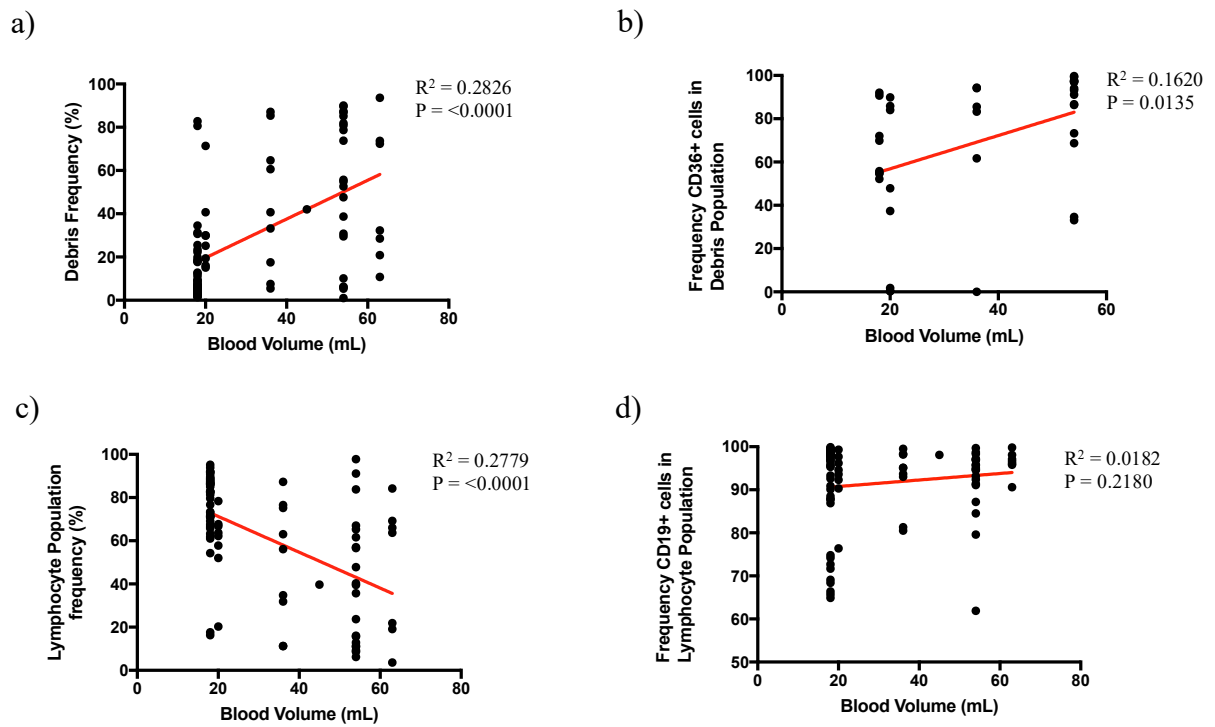 a)
R² = 0.2826
P = <0.0001
Debris Frequency (%)
100
80
60
40
20
0
0 20 40 60 80
Blood Volume (mL)
b)
R² = 0.1620
P = 0.0135
Frequency CD36+ cells in
Debris Population
100
80
60
40
20
0
0 20 40 60
Blood Volume (mL)
c)
R² = 0.2779
P = <0.0001
Lymphocyte Population
frequency (%)
100
80
60
40
20
0
0 20 40 60 80
Blood Volume (mL)
d)
R² = 0.0182
P = 0.2180
Frequency CD19+ cells in
Lymphocyte Population
100
90
80
70
60
50
0 20 40 60 80
Blood Volume (mL)